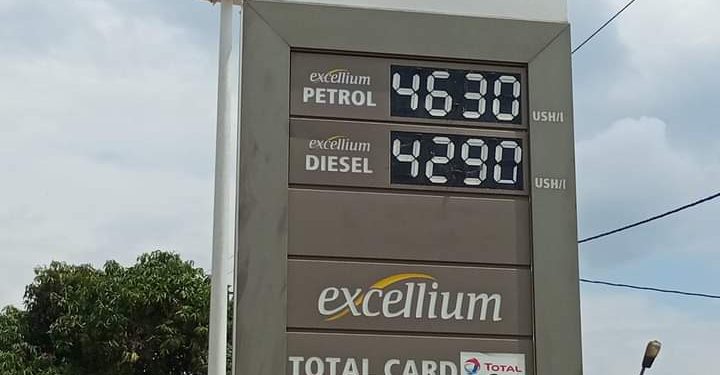 excellium
PETROL 4630 USH/l
excellium
DIESEL 4290 USH/l
excellium
TOTAL CARD TOTAL